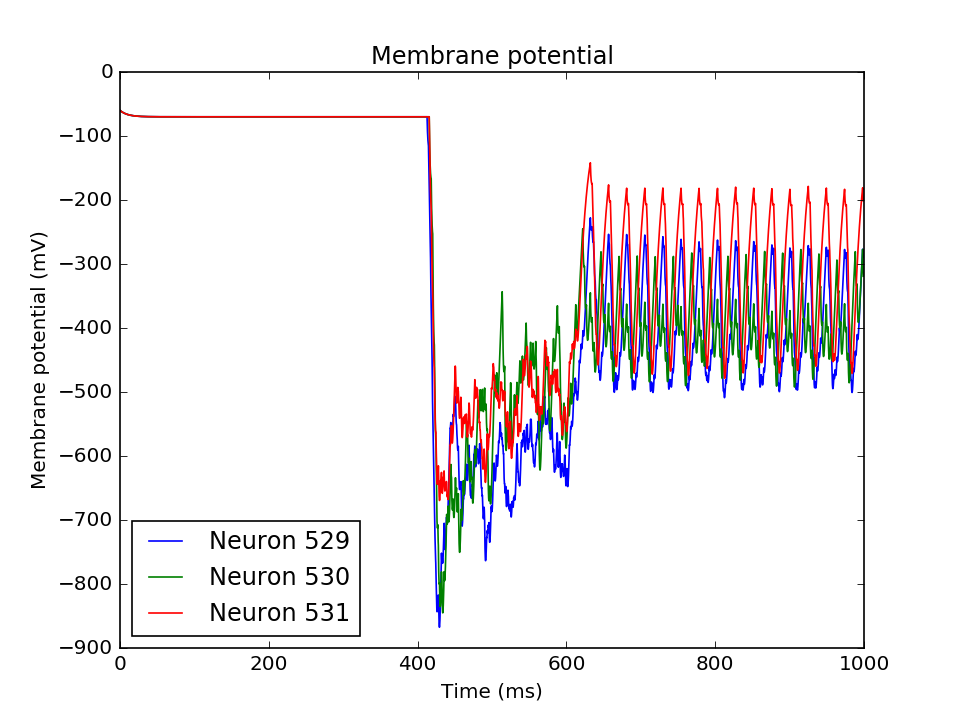 Membrane potential
Membrane potential (mV)
0
−100
−200
−300
−400
−500
−600
−700
−800
−900
Neuron 529
Neuron 530
Neuron 531
0
200
400
600
800
1000
Time (ms)